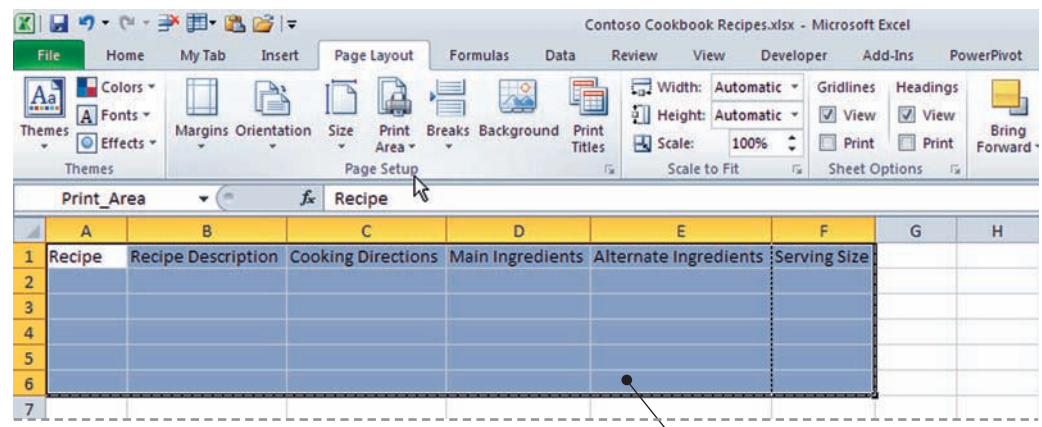 Contoso Cookbook Recipes.xlsx - Microsoft Excel
File Home My Tab Insert Page Layout Formulas Data Review View Developer Add-Ins PowerPivot
Aa Colors A Fonts Effects Themes
Themes
Margins Orientation Size Print Area Breaks Background Print Titles
Page Setup
Width: Automatic
Height: Automatic
Scale: 100%
Scale to Fit
Gridlines Headings
View View
Print Print
Sheet Options
Bring Forward
Print_Area fx Recipe
A B C D E F G H
1 Recipe Recipe Description Cooking Directions Main Ingredients Alternate Ingredients Serving Size
2
3
4
5
6
7